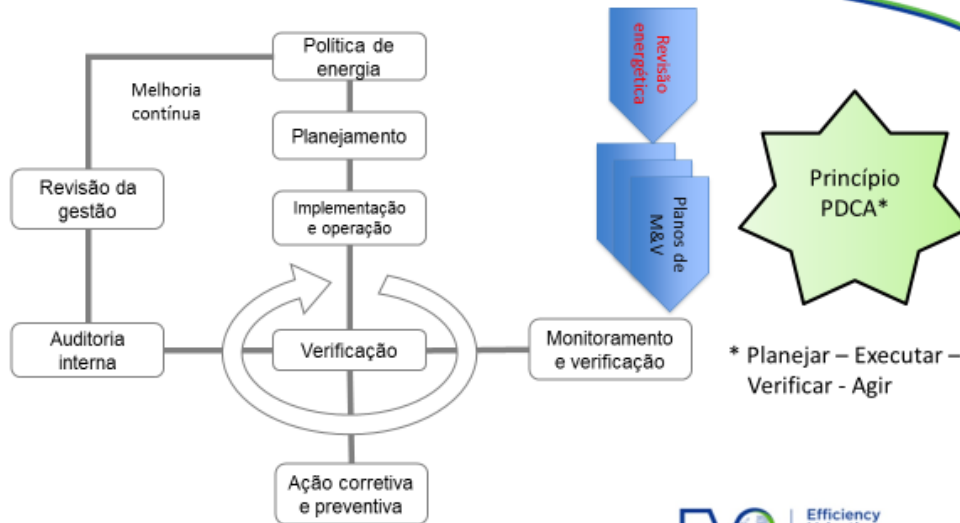 Política de
energia
Melhoria
contínua
Planejamento
Revisão da
gestão
Implementação
e operação
Auditoria
interna
Verificação
Monitoramento
e verificação
Ação corretiva
e preventiva
Revisão
energética
Planos de
M&V
Princípio
PDCA*
* Planejar – Executar –
Verificar - Agir
Efficiency